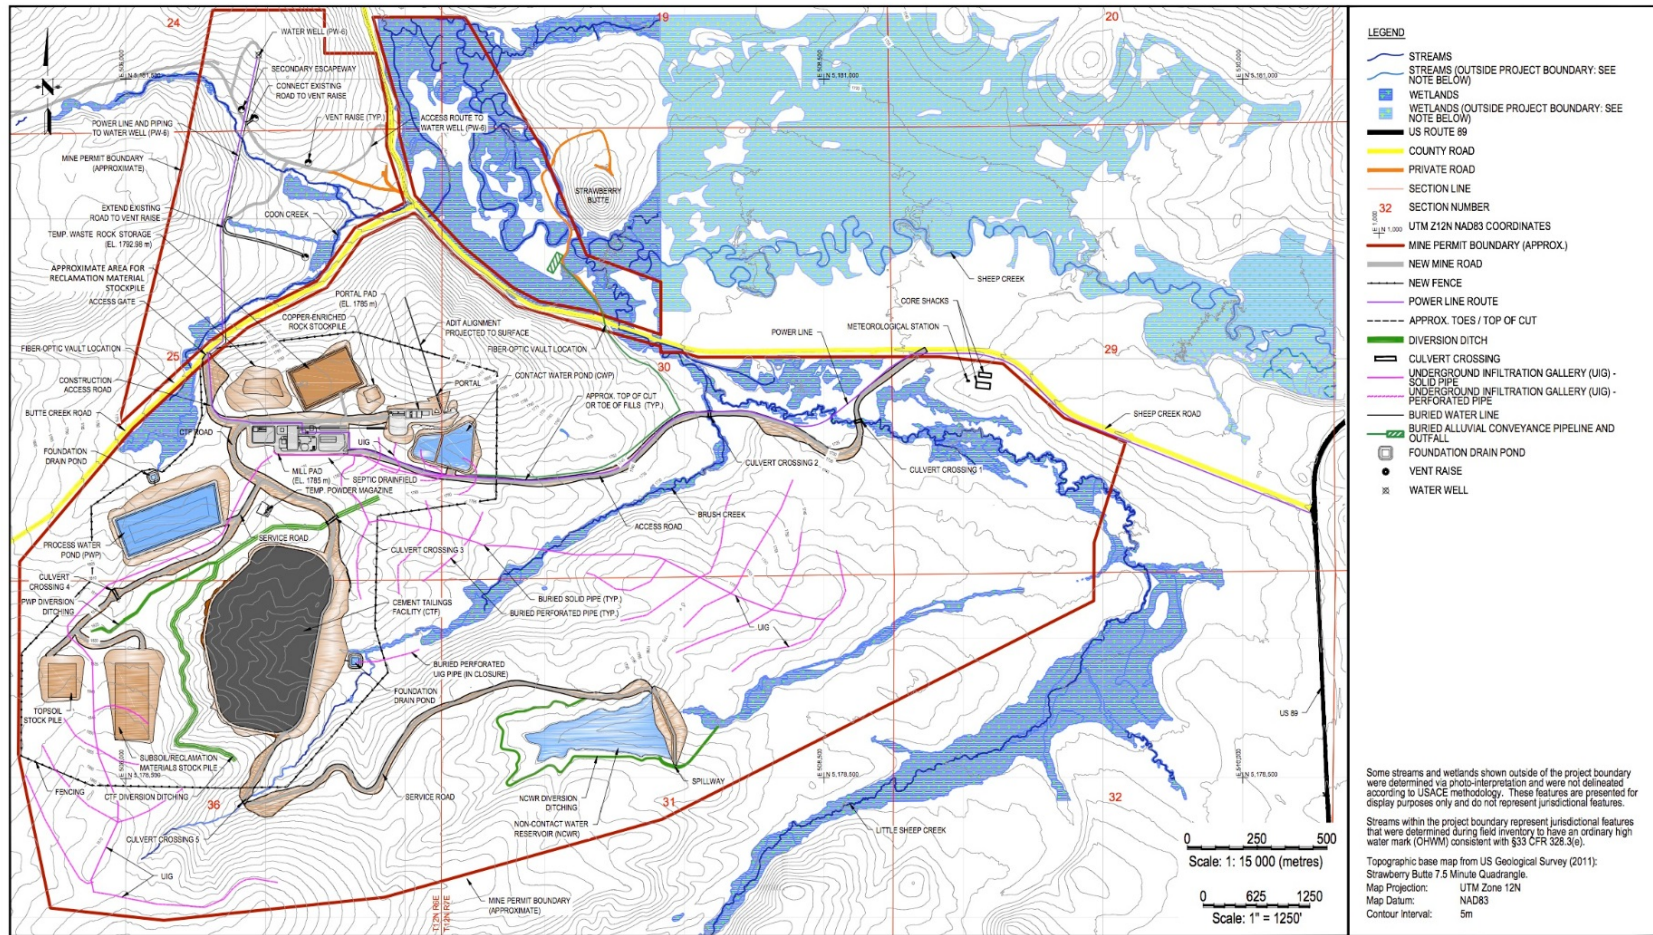 24
19
20
WATER WELL (PW-6)
SECONDARY ESCAPEWAY
CONNECT EXISTING
ROAD TO VENT RAISE
POWER LINE AND PIPING
TO WATER WELL (PW-6)
VENT RAISE (TYP.)
ACCESS ROUTE TO
WATER WELL (PW-6)
MINE PERMIT BOUNDARY
(APPROXIMATE)
STRAWBERRY
BUTTE
EXTEND EXISTING
ROAD TO VENT RAISE
COON CREEK
TEMP. WASTE ROCK STORAGE
(EL. 1792.98 m)
APPROXIMATE AREA FOR
RECLAMATION MATERIAL
STOCKPILE
ACCESS GATE
PORTAL PAD
(EL. 1785 m)
COPPER-ENRICHED
ROCK STOCKPILE
ADIT ALIGNMENT
PROJECTED TO SURFACE
SHEEP CREEK
CORE SHACKS
METEOROLOGICAL STATION
POWER LINE
FIBER-OPTIC VAULT LOCATION
FIBER-OPTIC VAULT LOCATION
25
30
29
CONSTRUCTION
ACCESS ROAD
PORTAL
CONTACT WATER POND (CWP)
APPROX. TOP OF CUT
OR TOE OF FILLS (TYP.)
BUTTE CREEK ROAD
CTF ROAD
SHEEP CREEK ROAD
UIG
FOUNDATION
DRAIN POND
MILL PAD
(EL. 1785 m)
SEPTIC DRAINFIELD
TEMP. POWDER MAGAZINE
CULVERT CROSSING 2
CULVERT CROSSING 1
BRUSH CREEK
ACCESS ROAD
PROCESS WATER
POND (PWP)
SERVICE ROAD
CULVERT CROSSING 3
CULVERT
CROSSING 4
PWP DIVERSION
DITCHING
CEMENT TAILINGS
FACILITY (CTF)
BURIED SOLID PIPE (TYP.)
BURIED PERFORATED PIPE (TYP.)
UIG
BURIED PERFORATED
UIG PIPE (IN CLOSURE)
FOUNDATION
DRAIN POND
TOPSOIL
STOCK PILE
SUBSOIL/RECLAMATION
MATERIALS STOCK PILE
US 89
FENCING
CTF DIVERSION DITCHING
SERVICE ROAD
SPILLWAY
NCWR DIVERSION
DITCHING
NON-CONTACT WATER
RESERVOIR (NCWR)
36
31
32
CULVERT CROSSING 5
LITTLE SHEEP CREEK
UIG
MINE PERMIT BOUNDARY
(APPROXIMATE)
T12N R6E
T12N R7E
0 250 500
Scale: 1: 15 000 (metres)
0 625 1250
Scale: 1" = 1250'
LEGEND
STREAMS
STREAMS (OUTSIDE PROJECT BOUNDARY: SEE
NOTE BELOW)
WETLANDS
WETLANDS (OUTSIDE PROJECT BOUNDARY: SEE
NOTE BELOW)
US ROUTE 89
COUNTY ROAD
PRIVATE ROAD
SECTION LINE
32 SECTION NUMBER
UTM Z12N NAD83 COORDINATES
MINE PERMIT BOUNDARY (APPROX.)
NEW MINE ROAD
NEW FENCE
POWER LINE ROUTE
APPROX. TOES / TOP OF CUT
DIVERSION DITCH
CULVERT CROSSING
UNDERGROUND INFILTRATION GALLERY (UIG) -
SOLID PIPE
UNDERGROUND INFILTRATION GALLERY (UIG) -
PERFORATED PIPE
BURIED WATER LINE
BURIED ALLUVIAL CONVEYANCE PIPELINE AND
OUTFALL
FOUNDATION DRAIN POND
VENT RAISE
WATER WELL
Some streams and wetlands shown outside of the project boundary
were determined via photo-interpretation and were not delineated
according to USACE methodology. These features are presented for
display purposes only and do not represent jurisdictional features.
Streams within the project boundary represent jurisdictional features
that were determined during field inventory to have an ordinary high
water mark (OHWM) consistent with §33 CFR 328.3(e).
Topographic base map from US Geological Survey (2011):
Strawberry Butte 7.5 Minute Quadrangle.
Map Projection: UTM Zone 12N
Map Datum: NAD83
Contour Interval: 5m